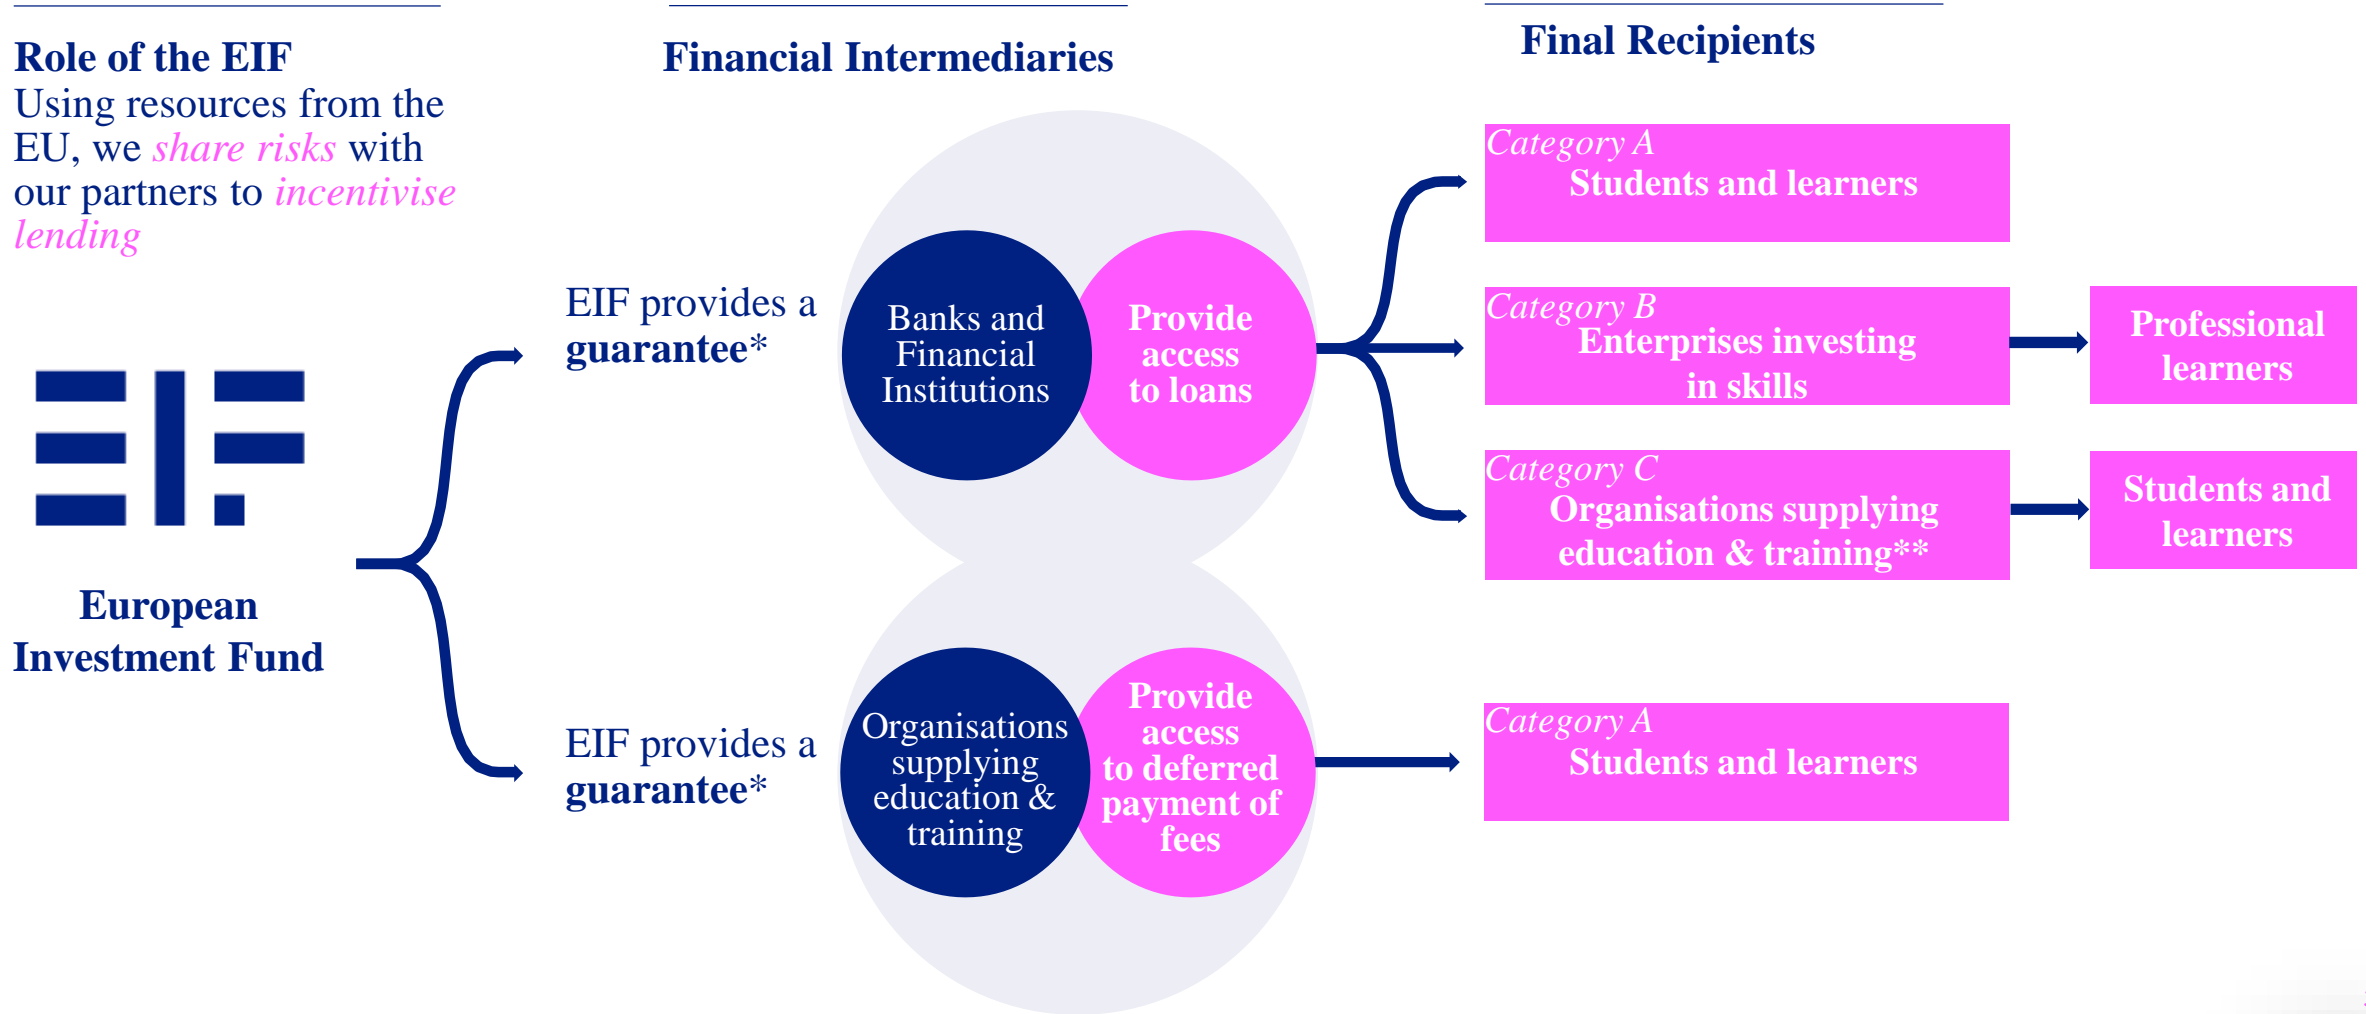 Role of the EIF
Using resources from the
EU, we share risks with
our partners to incentivise
lending
EIF
European
Investment Fund
Financial Intermediaries
EIF provides a
guarantee*
Banks and
Financial
Institutions
Provide
access
to loans
EIF provides a
guarantee*
Organisations
supplying
education &
training
Provide
access
to deferred
payment of
fees
Final Recipients
Category A
Students and learners
Category B
Enterprises investing
in skills
Professional
learners
Category C
Organisations supplying
education & training**
Students and
learners
Category A
Students and learners